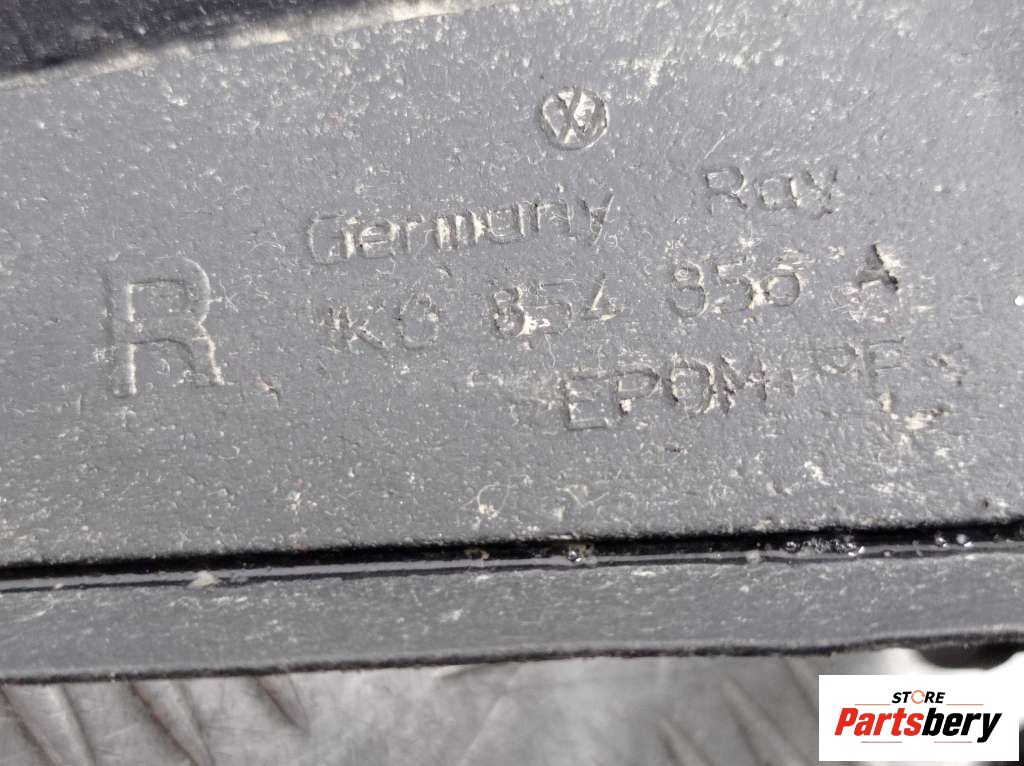 Germany Ray
R
1K0 854 856 A
EPDM+PE
STORE
Partsbery